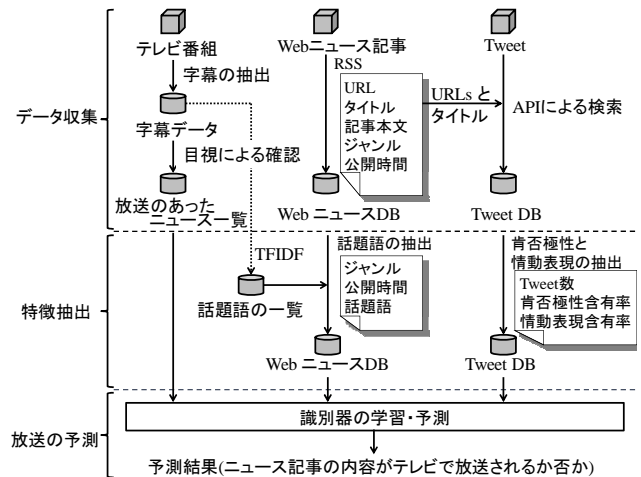 テレビ番組
Webニュース記事
Tweet
字幕の抽出
RSS
URL
タイトル
記事本文
ジャンル
公開時間
URLs と
タイトル
APIによる検索
データ収集
字幕データ
目視による確認
放送のあった
ニュース一覧
Web ニュースDB
Tweet DB
TFIDF
話題語の抽出
肯否極性と
情動表現の抽出
特徴抽出
話題語の一覧
ジャンル
公開時間
話題語
Tweet数
肯否極性含有率
情動表現含有率
Web ニュースDB
Tweet DB
放送の予測
識別器の学習・予測
予測結果(ニュース記事の内容がテレビで放送されるか否か)